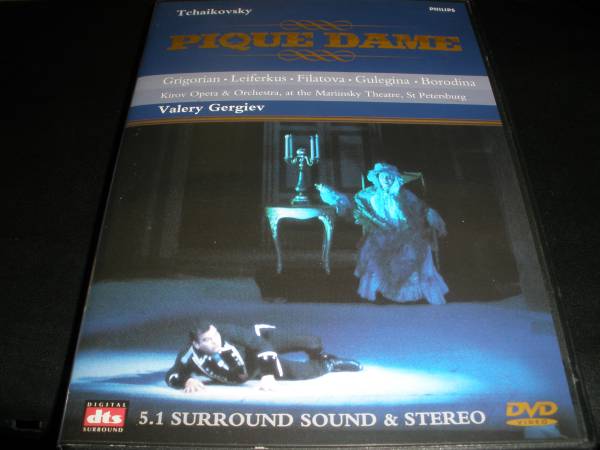 Tchaikovsky
PHILIPS
PIQUE DAME
Grigorian • Leiferkus • Filatova • Gulegina • Borodina
Kirov Opera & Orchestra, at the Mariinsky Theatre, St Petersburg
Valery Gergiev
DIGITAL
dts
SURROUND
5.1 SURROUND SOUND & STEREO
DVD
VIDEO